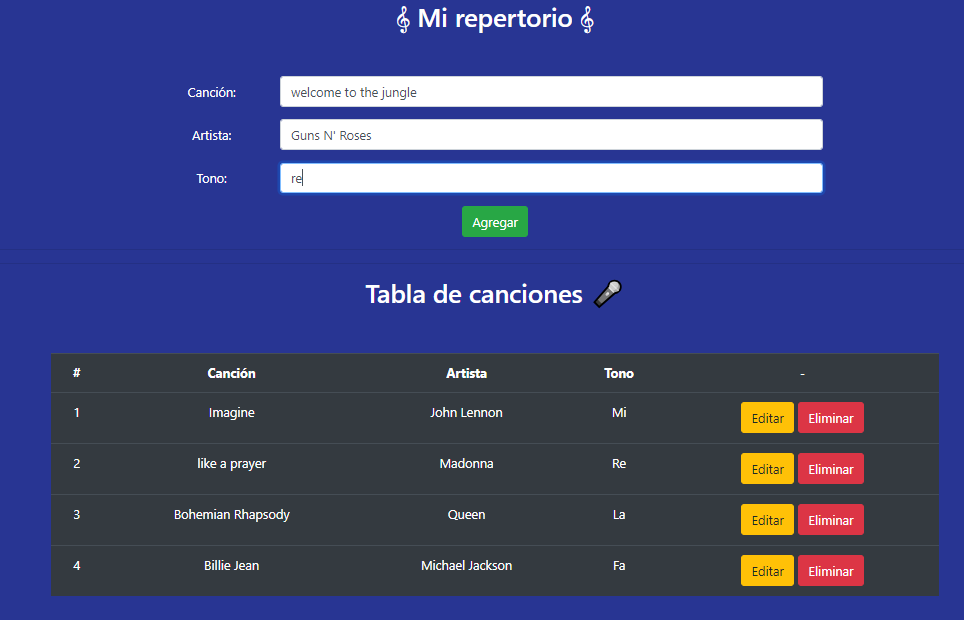 Mi repertorio
Canción: welcome to the jungle
Artista: Guns N' Roses
Tono: re
Agregar
Tabla de canciones
# Canción Artista Tono -
1 Imagine John Lennon Mi Editar Eliminar
2 like a prayer Madonna Re Editar Eliminar
3 Bohemian Rhapsody Queen La Editar Eliminar
4 Billie Jean Michael Jackson Fa Editar Eliminar